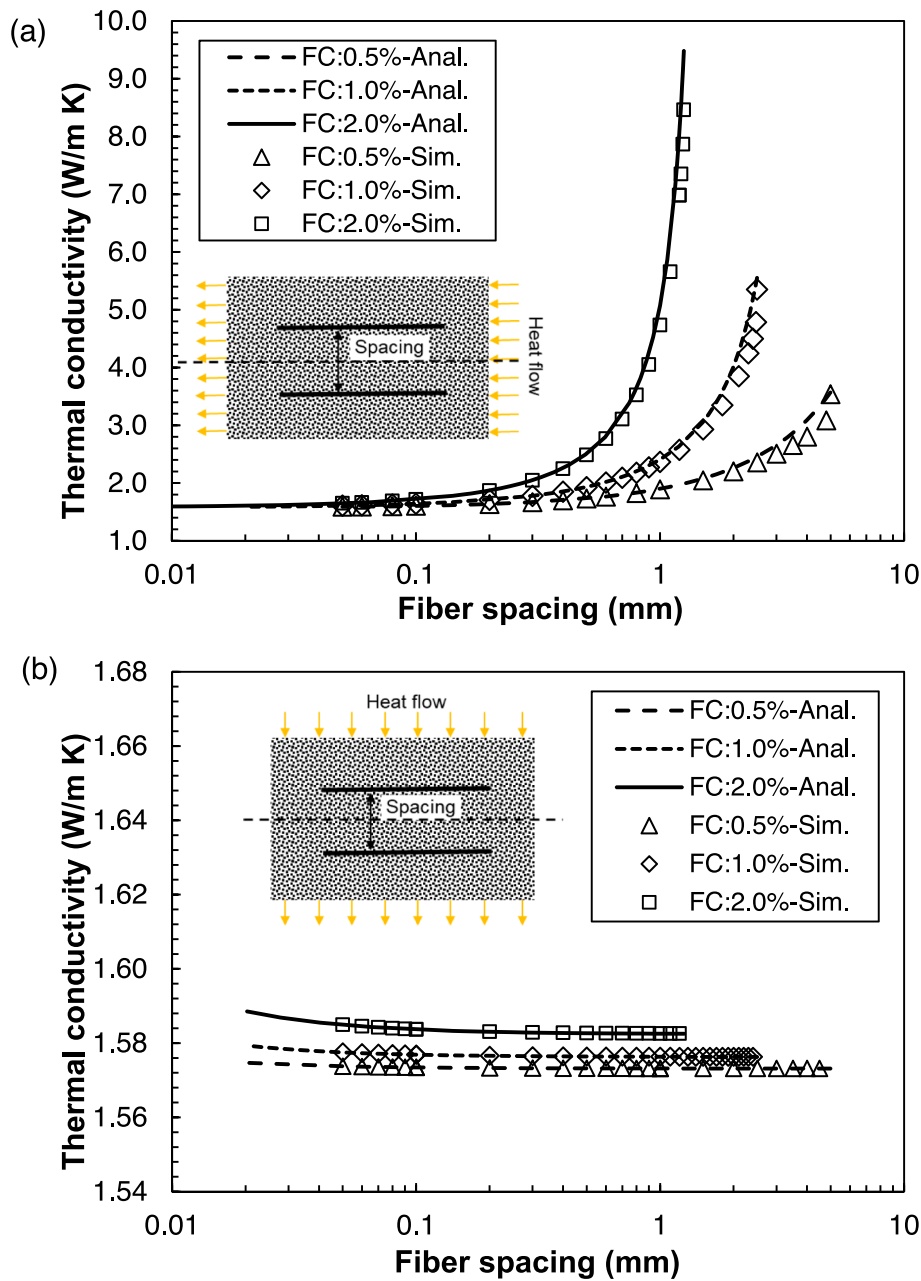 (a)
10.0
9.0
8.0
7.0
6.0
5.0
4.0
3.0
2.0
1.0
Thermal conductivity (W/m K)
FC:0.5%-Anal.
FC:1.0%-Anal.
FC:2.0%-Anal.
FC:0.5%-Sim.
FC:1.0%-Sim.
FC:2.0%-Sim.
Spacing
Heat flow
0.01
0.1
1
10
Fiber spacing (mm)
(b)
1.68
1.66
1.64
1.62
1.60
1.58
1.56
1.54
Thermal conductivity (W/m K)
Heat flow
Spacing
FC:0.5%-Anal.
FC:1.0%-Anal.
FC:2.0%-Anal.
FC:0.5%-Sim.
FC:1.0%-Sim.
FC:2.0%-Sim.
0.01
0.1
1
10
Fiber spacing (mm)